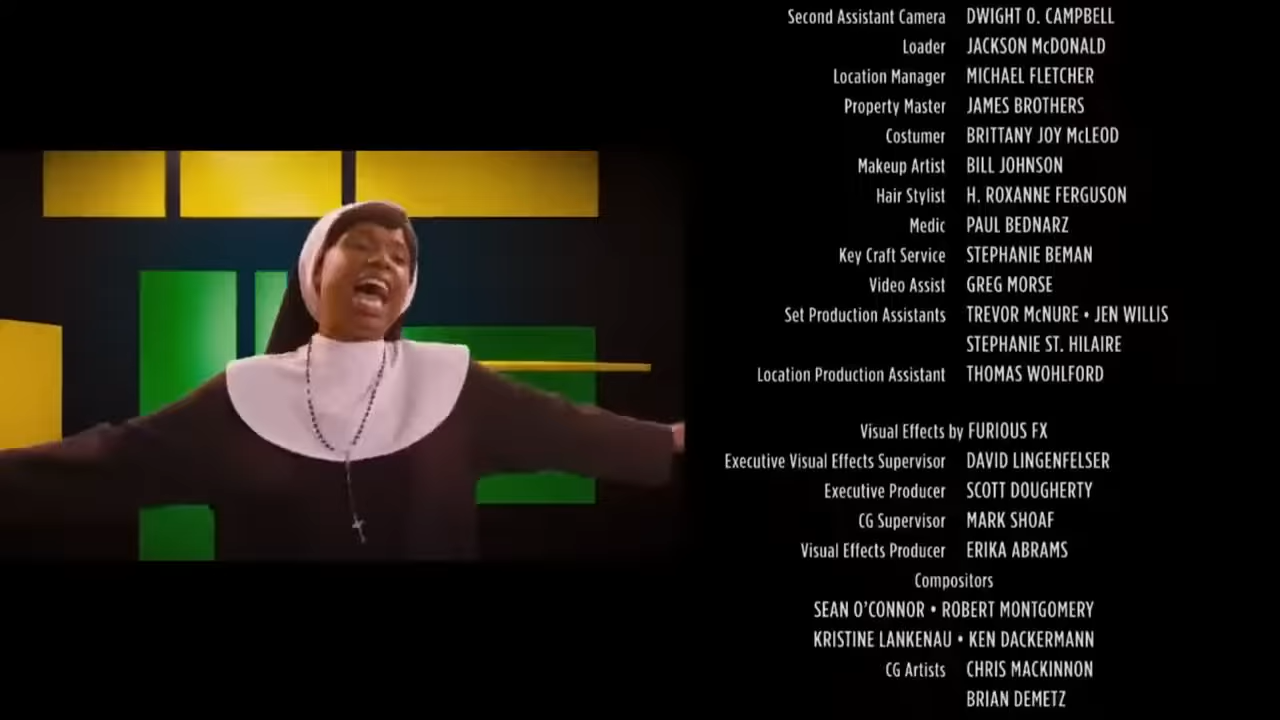 Second Assistant Camera DWIGHT O. CAMPBELL
Loader JACKSON McDONALD
Location Manager MICHAEL FLETCHER
Property Master JAMES BROTHERS
Costumer BRITTANY JOY McLEOD
Makeup Artist BILL JOHNSON
Hair Stylist H. ROXANNE FERGUSON
Medic PAUL BEDNARZ
Key Craft Service STEPHANIE BEMAN
Video Assist GREG MORSE
Set Production Assistants TREVOR McNURE • JEN WILLIS
STEPHANIE ST. HILAIRE
Location Production Assistant THOMAS WOHLFORD
Visual Effects by FURIOUS FX
Executive Visual Effects Supervisor DAVID LINGENFELSER
Executive Producer SCOTT DOUGHERTY
CG Supervisor MARK SHOAF
Visual Effects Producer ERIKA ABRAMS
Compositors
SEAN O'CONNOR • ROBERT MONTGOMERY
KRISTINE LANKENAU • KEN DACKERMANN
CG Artists CHRIS MACKINNON
BRIAN DEMETZ